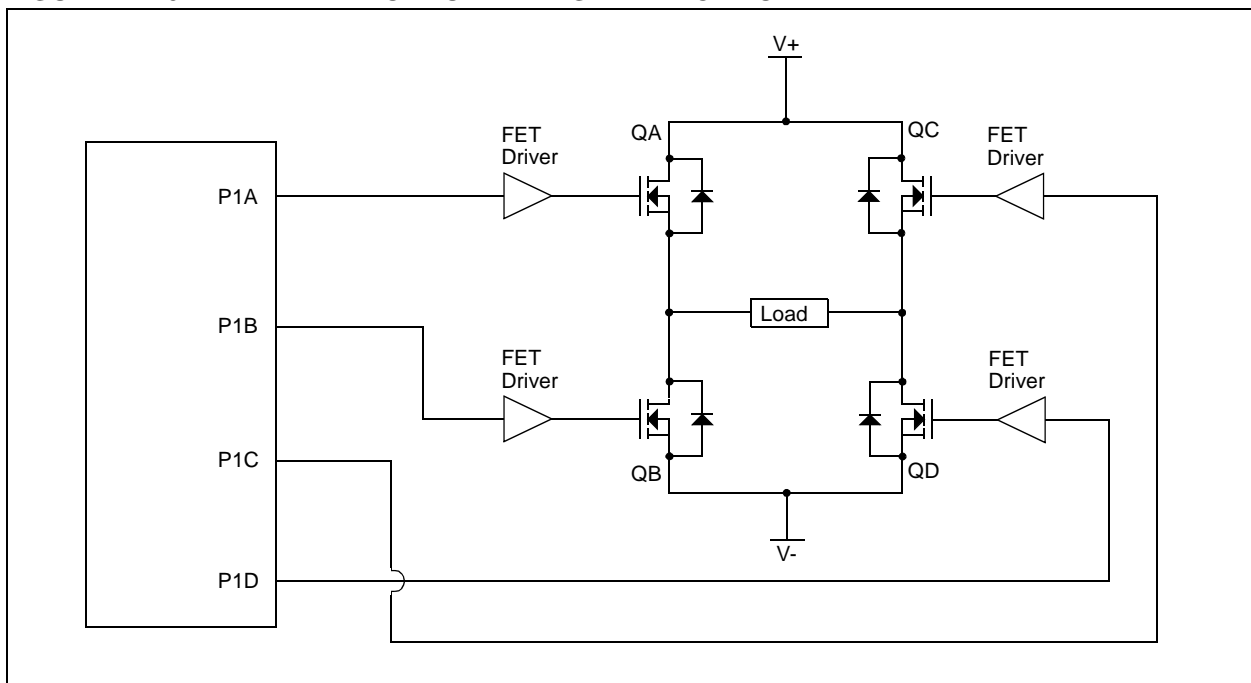 V+
FET
Driver
QA
QC
FET
Driver
P1A
P1B
Load
FET
Driver
FET
Driver
P1C
QB
QD
V-
P1D